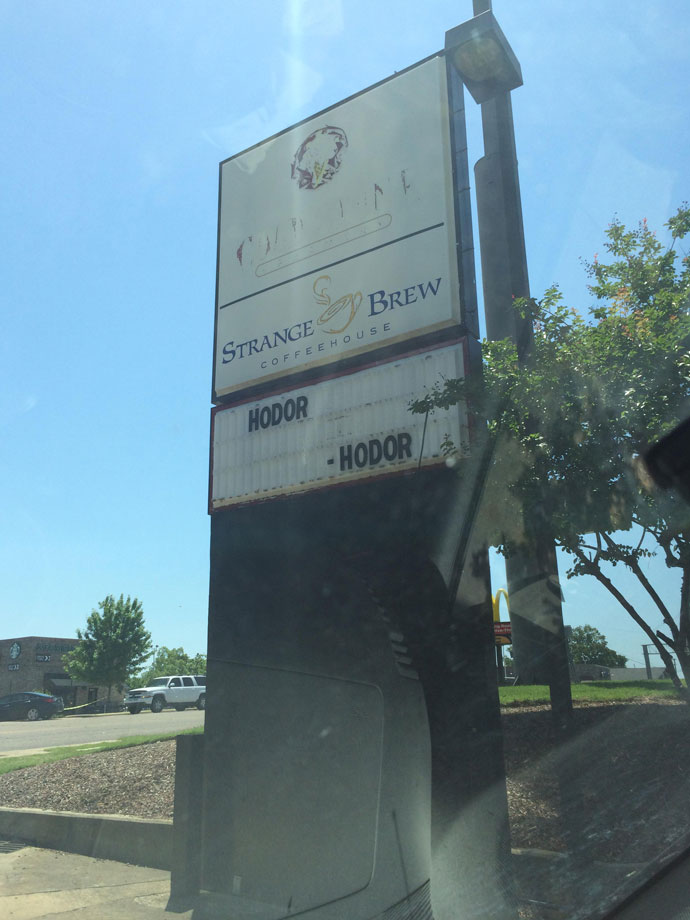 STRANGE BREW
COFFEEHOUSE
HODOR
- HODOR